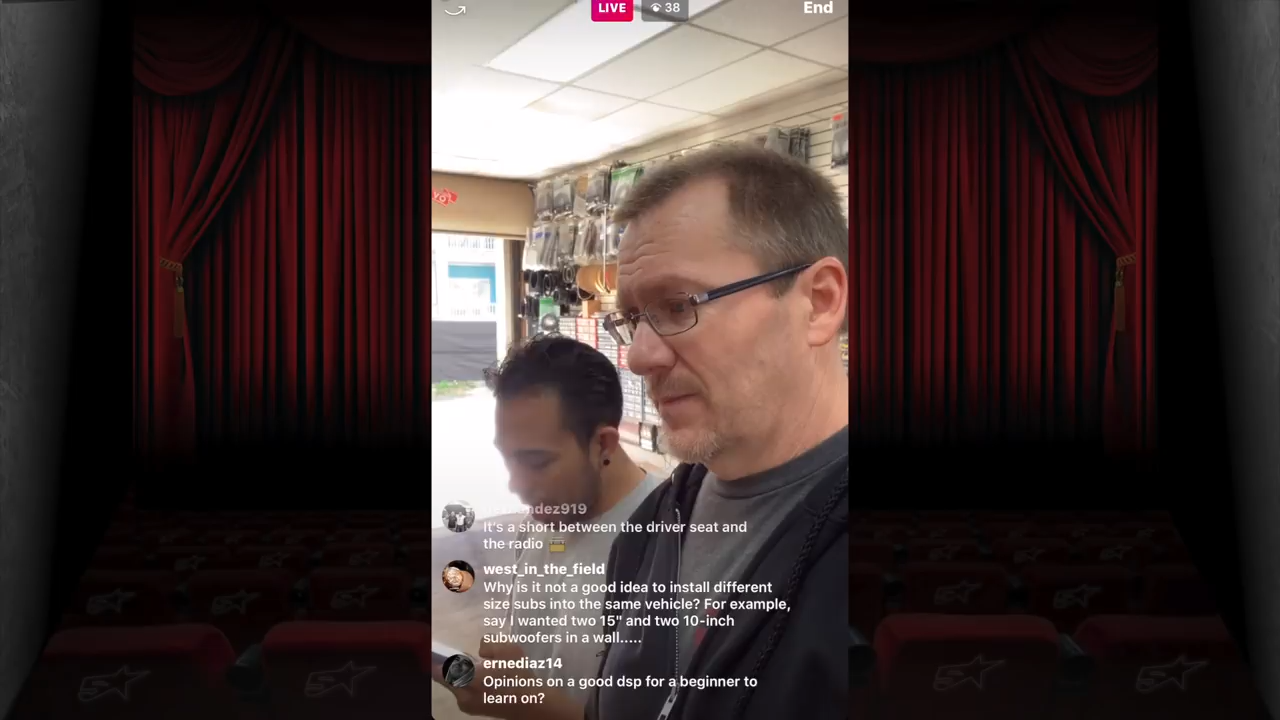 LIVE
38
End
It's a short between the driver seat and
the radio
west_in_the_field
Why is it not a good idea to install different
size subs into the same vehicle? For example,
say I wanted two 15" and two 10-inch
subwoofers in a wall.....
ernediaz14
Opinions on a good dsp for a beginner to
learn on?